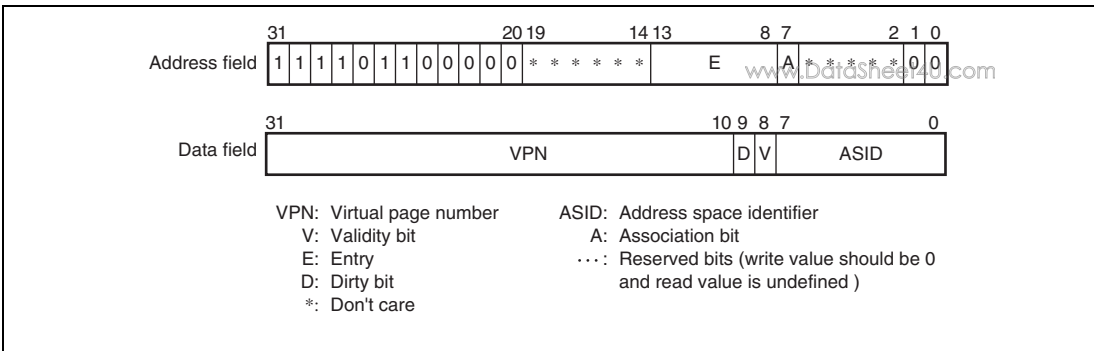 31 20 19 14 13 8 7 2 1 0
Address field 1 1 1 1 0 1 1 0 0 0 0 0 * * * * * * E A * * * * * 0 0
www.DataSheet4U.com
31 10 9 8 7 0
Data field VPN D V ASID
VPN: Virtual page number ASID: Address space identifier
V: Validity bit A: Association bit
E: Entry ···: Reserved bits (write value should be 0
D: Dirty bit and read value is undefined )
*: Don't care